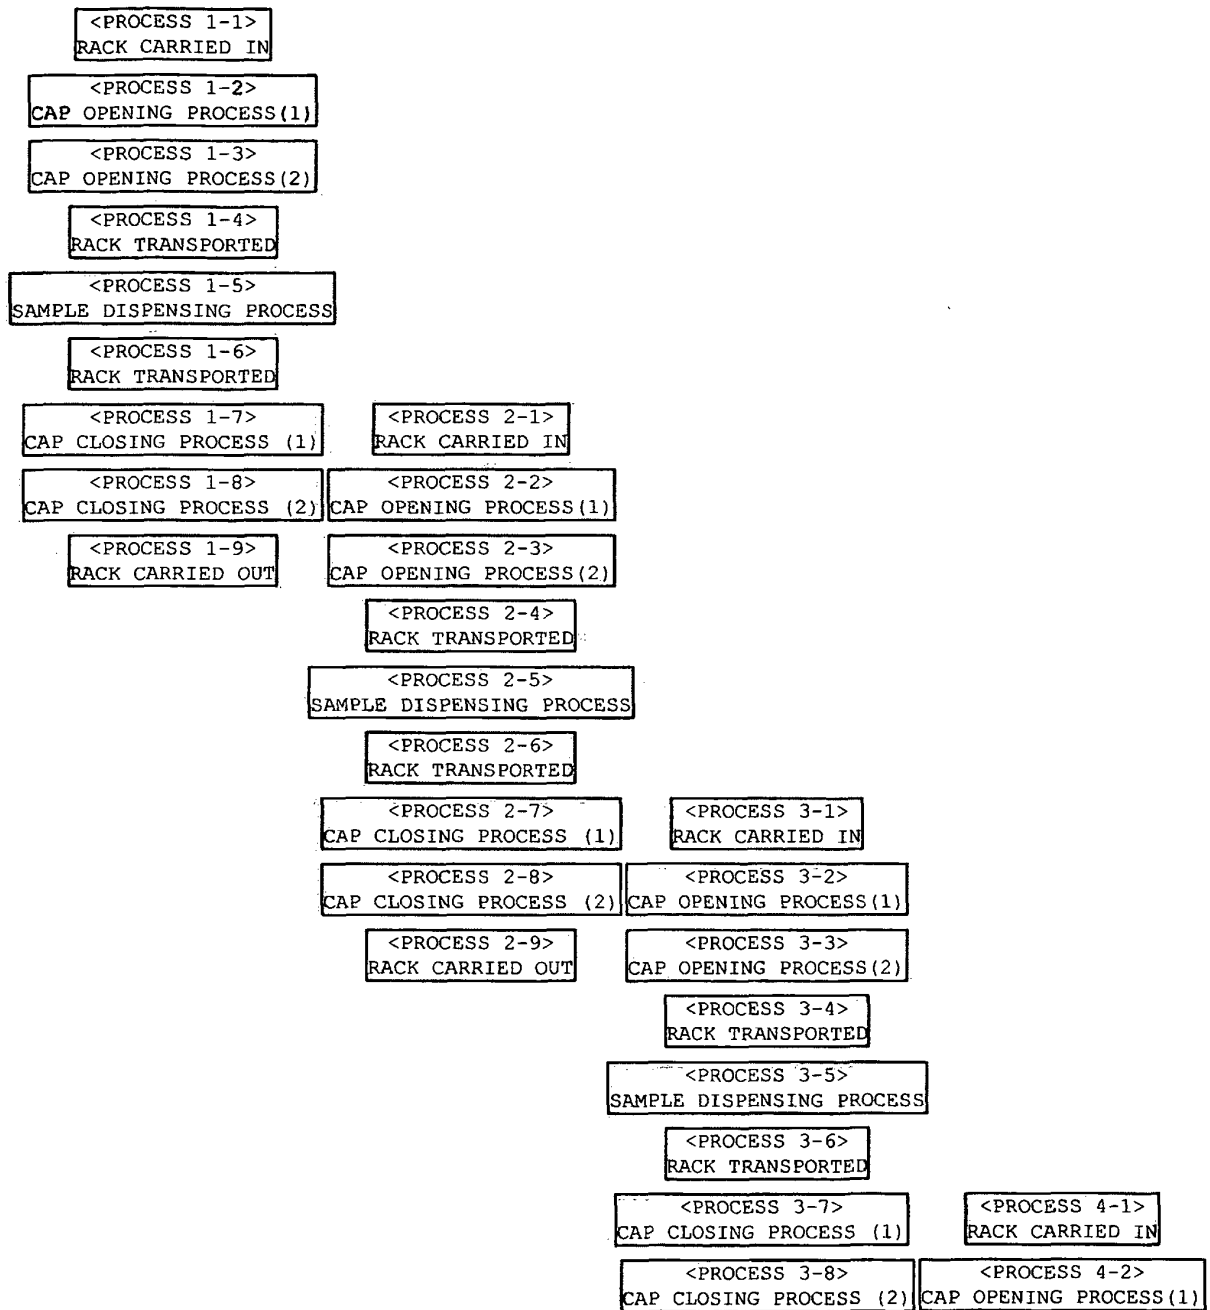 <PROCESS 1-1>
RACK CARRIED IN
<PROCESS 1-2>
CAP OPENING PROCESS(1)
<PROCESS 1-3>
CAP OPENING PROCESS(2)
<PROCESS 1-4>
RACK TRANSPORTED
<PROCESS 1-5>
SAMPLE DISPENSING PROCESS
<PROCESS 1-6>
RACK TRANSPORTED
<PROCESS 1-7>
CAP CLOSING PROCESS (1)
<PROCESS 2-1>
RACK CARRIED IN
<PROCESS 1-8>
CAP CLOSING PROCESS (2)
<PROCESS 2-2>
CAP OPENING PROCESS(1)
<PROCESS 1-9>
RACK CARRIED OUT
<PROCESS 2-3>
CAP OPENING PROCESS(2)
<PROCESS 2-4>
RACK TRANSPORTED
<PROCESS 2-5>
SAMPLE DISPENSING PROCESS
<PROCESS 2-6>
RACK TRANSPORTED
<PROCESS 2-7>
CAP CLOSING PROCESS (1)
<PROCESS 3-1>
RACK CARRIED IN
<PROCESS 2-8>
CAP CLOSING PROCESS (2)
<PROCESS 3-2>
CAP OPENING PROCESS(1)
<PROCESS 2-9>
RACK CARRIED OUT
<PROCESS 3-3>
CAP OPENING PROCESS(2)
<PROCESS 3-4>
RACK TRANSPORTED
<PROCESS 3-5>
SAMPLE DISPENSING PROCESS
<PROCESS 3-6>
RACK TRANSPORTED
<PROCESS 3-7>
CAP CLOSING PROCESS (1)
<PROCESS 4-1>
RACK CARRIED IN
<PROCESS 3-8>
CAP CLOSING PROCESS (2)
<PROCESS 4-2>
CAP OPENING PROCESS(1)